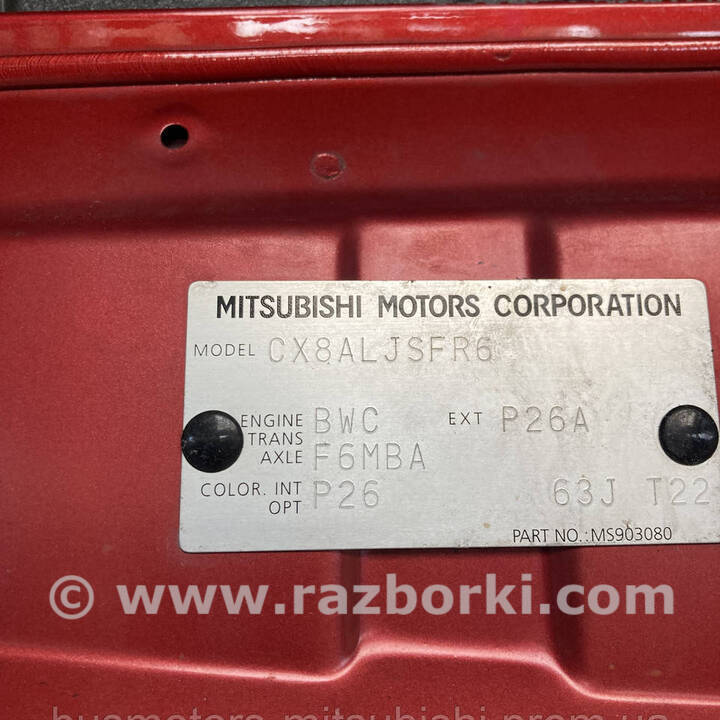 MITSUBISHI MOTORS CORPORATION
MODEL CX8ALJSFR6
ENGINE BWC EXT P26A
TRANS
AXLE F6MBA
COLOR. INT P26 63J T22
OPT
PART NO.:MS903080
© www.razborki.com